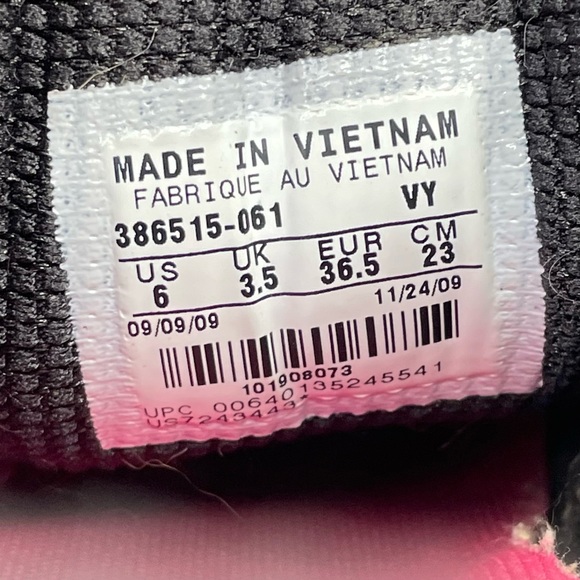 MADE IN VIETNAM
FABRIQUE AU VIETNAM
386515-061 VY
US UK EUR CM
6 3.5 36.5 23
09/09/09 11/24/09
101908073
UPC 00640135245541
US7243443*